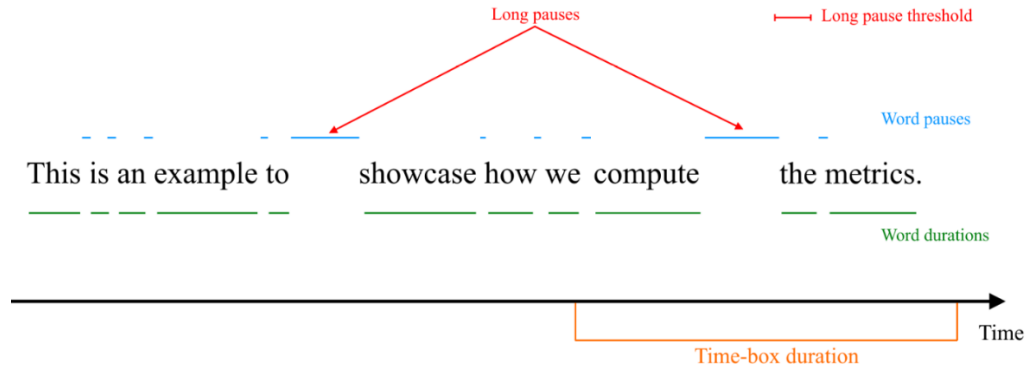 Long pauses
Long pause threshold
Word pauses
This is an example to showcase how we compute the metrics.
Word durations
Time
Time-box duration